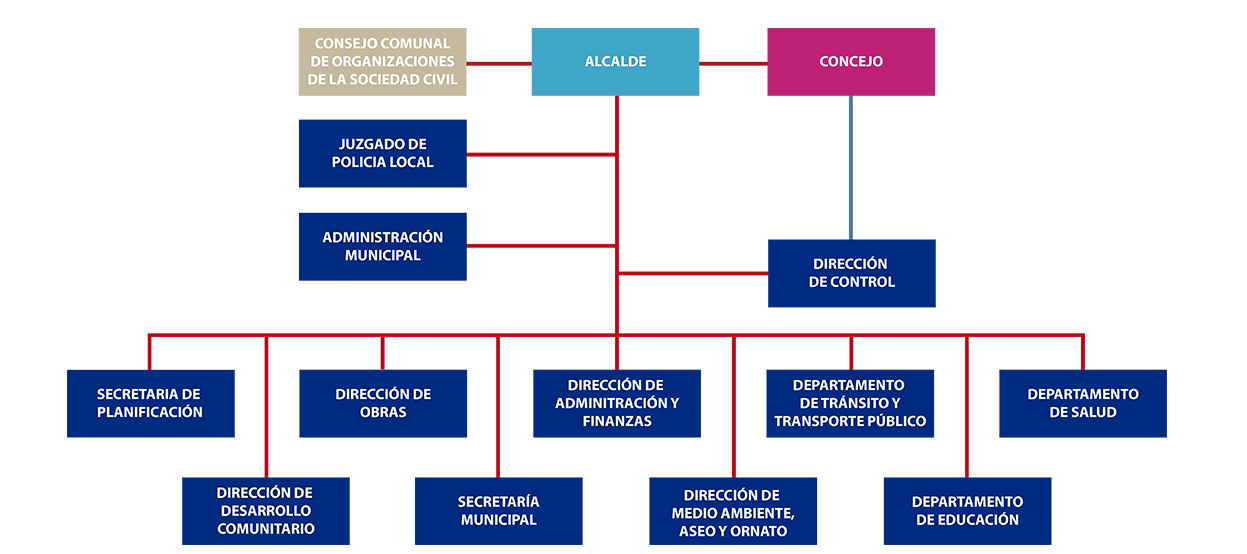 CONSEJO COMUNAL
DE ORGANIZACIONES
DE LA SOCIEDAD CIVIL
ALCALDE
CONCEJO
JUZGADO DE
POLICIA LOCAL
ADMINISTRACIÓN
MUNICIPAL
DIRECCIÓN
DE CONTROL
SECRETARIA DE
PLANIFICACIÓN
DIRECCIÓN DE
OBRAS
DIRECCIÓN DE
ADMINITRACIÓN Y
FINANZAS
DEPARTAMENTO
DE TRÁNSITO Y
TRANSPORTE PÚBLICO
DEPARTAMENTO
DE SALUD
DIRECCIÓN DE
DESARROLLO
COMUNITARIO
SECRETARÍA
MUNICIPAL
DIRECCIÓN DE
MEDIO AMBIENTE,
ASEO Y ORNATO
DEPARTAMENTO
DE EDUCACIÓN